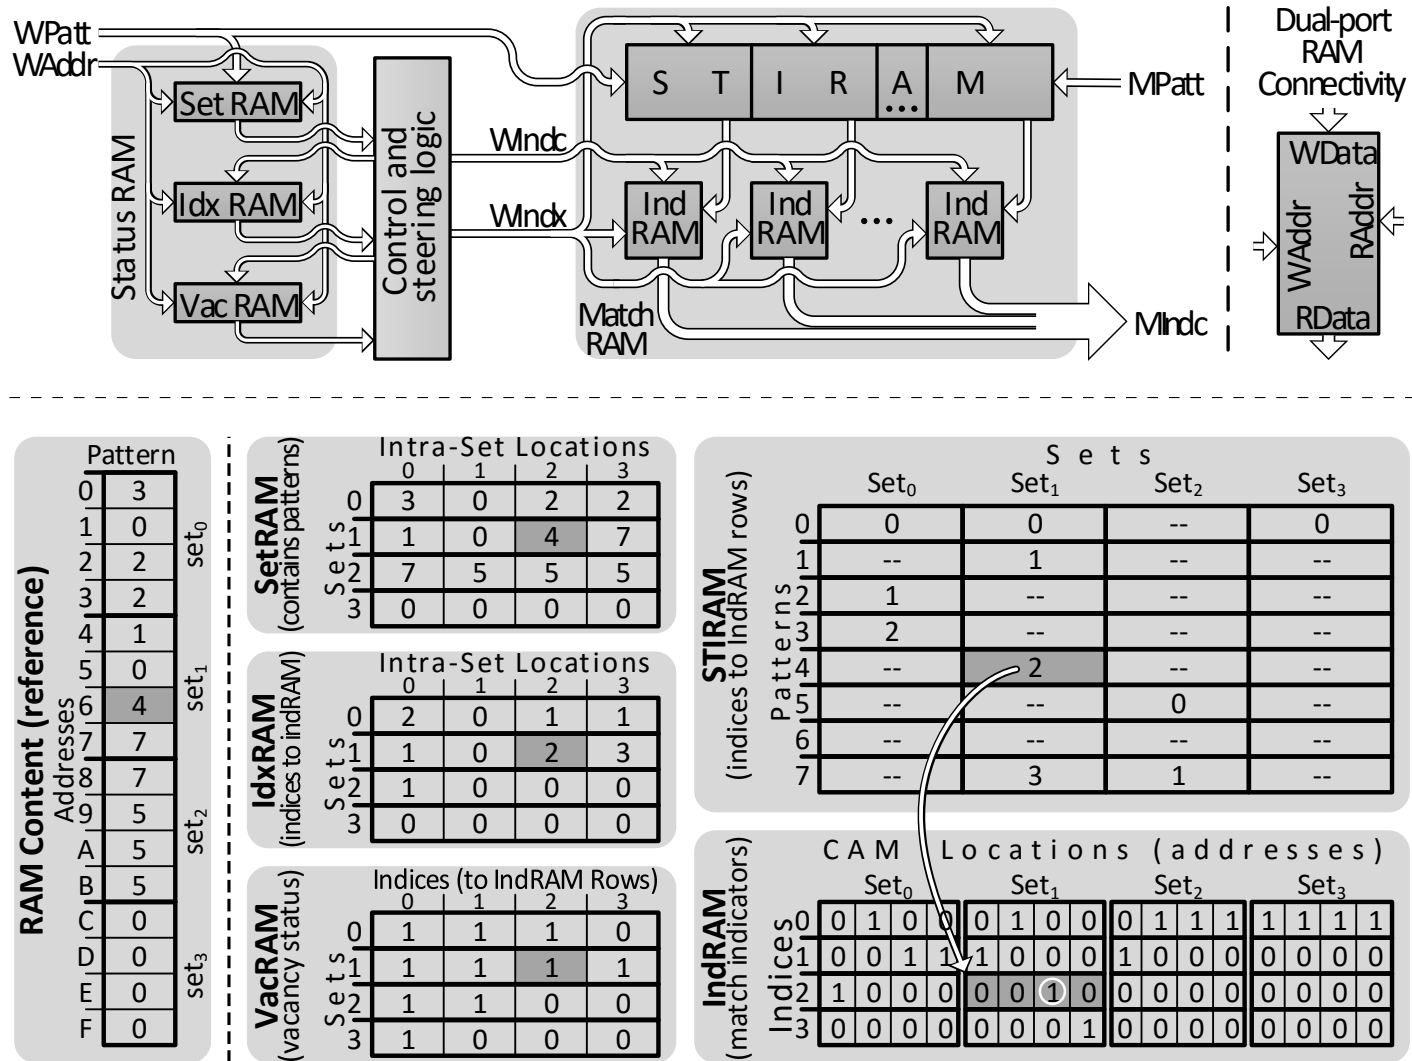 WPatt
WAddr
Set RAM
Idx RAM
Vac RAM
Status RAM
Control and
steering logic
WIndc
WIndx
S T I R A M
...
MPatt
Ind
RAM
Ind
RAM
...
Ind
RAM
Match
RAM
MIndc
Dual-port
RAM
Connectivity
WData
WAddr
RAddr
RData
RAM Content (reference)
Addresses
Pattern
0 3
1 0
2 2
3 2
4 1
5 0
6 4
7 7
8 7
9 5
A 5
B 5
C 0
D 0
E 0
F 0
set0
set1
set2
set3
SetRAM
(contains patterns)
Intra-Set Locations
0 1 2 3
Sets
0 3 0 2 2
1 1 0 4 7
2 7 5 5 5
3 0 0 0 0
IdxRAM
(indices to indRAM)
Intra-Set Locations
0 1 2 3
Sets
0 2 0 1 1
1 1 0 2 3
2 1 0 0 0
3 0 0 0 0
VacRAM
(vacancy status)
Indices (to IndRAM Rows)
0 1 2 3
Sets
0 1 1 1 0
1 1 1 1 1
2 1 1 0 0
3 1 0 0 0
STIRAM
(indices to IndRAM rows)
Sets
Set0 Set1 Set2 Set3
Patterns
0 0 0 -- 0
1 -- 1 -- --
2 1 -- -- --
3 2 -- -- --
4 -- 2 -- --
5 -- -- 0 --
6 -- -- -- --
7 -- 3 1 --
IndRAM
(match indicators)
CAM Locations (addresses)
Set0 Set1 Set2 Set3
Indices
0 0 1 0 0 0 1 0 0 0 1 1 1 1 1 1 1
1 0 0 1 1 1 0 0 0 1 0 0 0 0 0 0 0
2 1 0 0 0 0 0 1 0 0 0 0 0 0 0 0 0
3 0 0 0 0 0 0 0 1 0 0 0 0 0 0 0 0